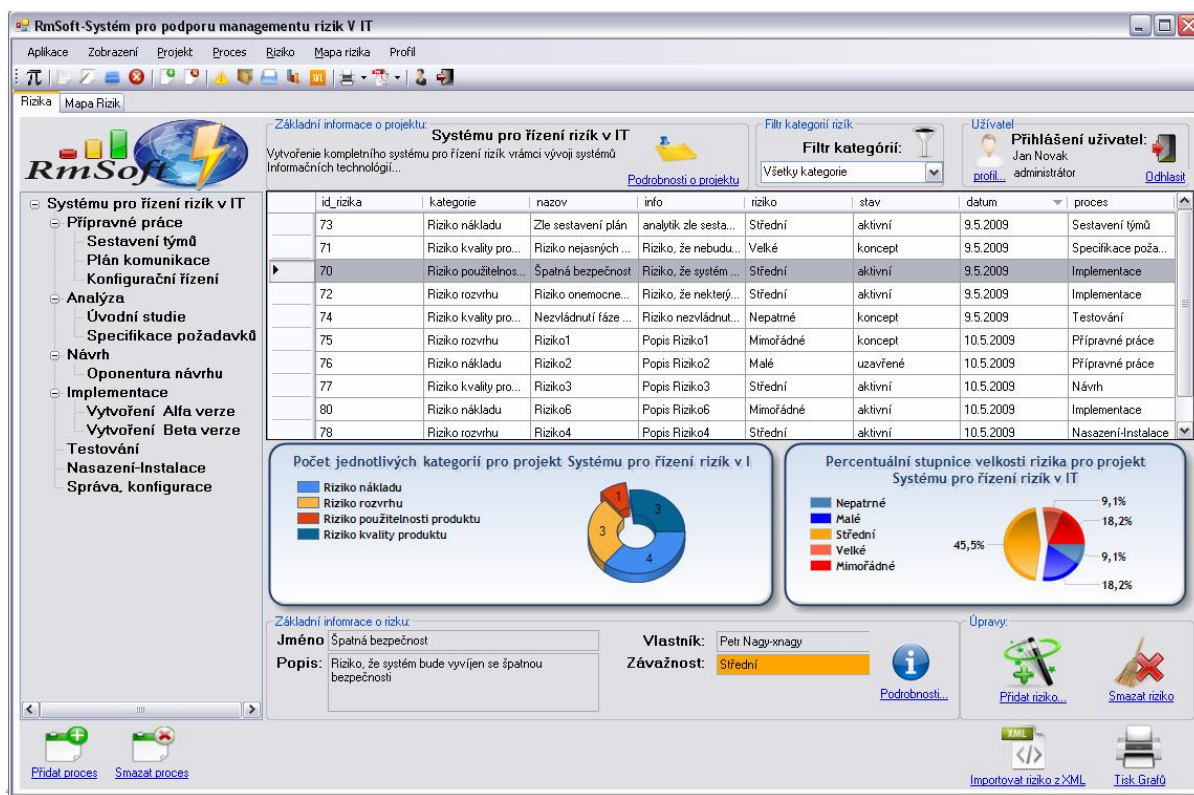 RmSoft-Systém pro podporu managementu rizik V IT
Aplikace Zobrazení Projekt Proces Riziko Mapa rizika Profil
Rizika Mapa Rizik
RmSoft
Základní informace o projektu:
Systému pro řízení rizík v IT
Vytvořenie kompletního systému pro řízení rizík vrámci vývoji systémů
Informačních technológií...
Podrobnosti o projektu
Filtr kategorií rizík
Filtr kategórií:
Všetky kategorie
Užívatel
Přihlášení uživatel:
Jan Novak
administrátor
profil...
Odhlasit
Systému pro řízení rizík v IT
Přípravné práce
Sestavení týmů
Plán komunikace
Konfigurační řízení
Analýza
Úvodní studie
Specifikace požadavků
Návrh
Oponentura návrhu
Implementace
Vytvoření Alfa verze
Vytvoření Beta verze
Testování
Nasazení-Instalace
Správa, konfigurace
id_rizika kategorie nazov info riziko stav datum proces
73 Riziko nákladu Zle sestavení plán analytik zle sesta... Střední aktivní 9.5.2009 Sestavení týmů
71 Riziko kvality pro... Riziko nejasných ... Riziko, že nebudu... Velké koncept 9.5.2009 Specifikace poža...
70 Riziko použitelnos... Špatná bezpečnost Riziko, že systém ... Střední aktivní 9.5.2009 Implementace
72 Riziko rozvrhu Riziko onemocne... Riziko, že nekterý... Střední aktivní 9.5.2009 Implementace
74 Riziko kvality pro... Nezvládnutí fáze ... Riziko nezvládnut... Nepatrné koncept 9.5.2009 Testování
75 Riziko rozvrhu Riziko1 Popis Riziko1 Mimořádné koncept 10.5.2009 Přípravné práce
76 Riziko nákladu Riziko2 Popis Riziko2 Malé uzavřené 10.5.2009 Přípravné práce
77 Riziko kvality pro... Riziko3 Popis Riziko3 Střední aktivní 10.5.2009 Návrh
80 Riziko nákladu Riziko6 Popis Riziko6 Mimořádné aktivní 10.5.2009 Implementace
78 Riziko rozvrhu Riziko4 Popis Riziko4 Střední aktivní 10.5.2009 Nasazení-Instalace
Počet jednotlivých kategorií pro projekt Systému pro řízení rizík v I
Riziko nákladu
Riziko rozvrhu
Riziko použitelnosti produktu
Riziko kvality produktu
1
3
3
4
Percentuální stupnice velkosti rizika pro projekt
Systému pro řízení rizík v IT
Nepatrné
Malé
Střední
Velké
Mimořádné
9,1%
18,2%
45,5%
9,1%
18,2%
Základní infomrace o rizku:
Jméno Špatná bezpečnost
Popis: Riziko, že systém bude vyvíjen se špatnou
bezpečnosti
Vlastník: Petr Nagy-xnagy
Závažnost: Střední
Podrobnosti...
Úpravy:
Přidat riziko...
Smazat riziko
Přidat proces
Smazat proces
XML
Importovat riziko z XML
Tisk Grafů